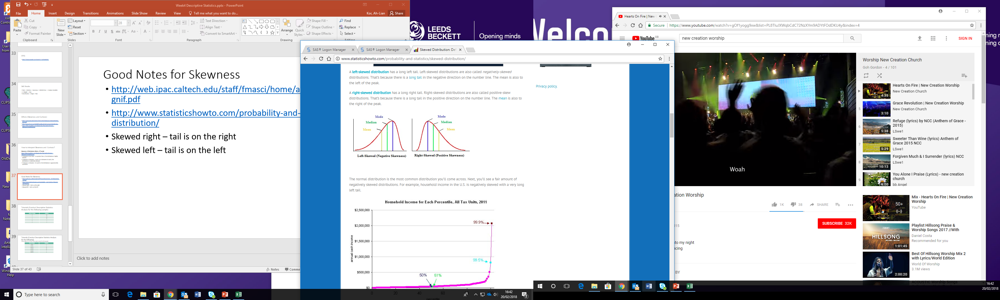 Week4 Descriptive Statistics.pptx - PowerPoint
File Home Insert Design Transitions Animations Slide Show Review View Tell me what you want to do...
Kor, Ah-Lian Share
Cut
Copy
Format Painter
Paste
Clipboard
New Slide
Layout
Reset
Section
Slides
28
Font
Text Direction
Align Text
Convert to SmartArt
Paragraph
Arrange
Quick Styles
Shape Fill
Shape Outline
Shape Effects
Drawing
Find
Replace
Select
Editing
33
34
35
36
37
38
39
Good Notes for Skewness
• http://web.ipac.caltech.edu/staff/fmasci/home/a
gnif.pdf
• http://www.statisticshowto.com/probability-and-
distribution/
• Skewed right – tail is on the right
• Skewed left – tail is on the left
Click to add notes
Slide 37 of 43
Notes
Comme
LEEDS
BECKETT
Opening minds
Welco
SAS® Logon Manager
SAS® Logon Manager
Skewed Distribution: Def
www.statisticshowto.com/probability-and-statistics/skewed-distribution/
A left-skewed distribution has a long left tail. Left-skewed distributions are also called negatively-skewed
distributions. That's because there is a long tail in the negative direction on the number line. The mean is also to
the left of the peak.
A right-skewed distribution has a long right tail. Right-skewed distributions are also called positive-skew
distributions. That's because there is a long tail in the positive direction on the number line. The mean is also to
the right of the peak.
Privacy policy.
Mode
Median
Mean
Left-Skewed (Negative Skewness)
Mode
Median
Mean
Right-Skewed (Positive Skewness)
The normal distribution is the most common distribution you'll come across. Next, you'll see a fair amount of
negatively skewed distributions. For example, household income in the U.S. is negatively skewed with a very long
left tail.
Household Income for Each Percentile, All Tax Units, 2011
annual cash income
$2,500,000
$2,000,000
$1,500,000
$1,000,000
$500,000
$0
99.9%
99.5%
50%
51%
0 20 40 60 80
Hearts On Fire | New
Secure https://www.youtube.com/watch?v=gOf1yogg9xw&list=PL8TluJXWqbCdC72NzXYm9ADYtFOdDKU4y&index=4
YouTube GB
new creation worship
SIGN IN
Woah
ation Worship
1K
38
SHARE
SUBSCRIBE 32K
nto my night
ncing
BY
Worship New Creation Church
Goh Gordon - 4 / 101
Hearts On Fire | New Creation Worship
New Creation Church
4:35
5
Grace Revolution | New Creation Worship
New Creation Church
3:10
6
Refuge (lyrics) by NCC (Anthem of Grace -
2015)
LSwe1
5:38
7
Sweeter Than Wine (lyrics) Anthem of
Grace 2015 NCC
LSwe1
5:29
8
Forgiven Much & I Surrender (lyrics) NCC
LSwe1
10:13
9
You Alone I Praise (Lyrics) - new creation
church
bb Angel
6:00
50+
Mix - Hearts On Fire | New Creation
Worship
YouTube
HILLSONG
1:01:45
Playlist Hillsong Praise &
Worship Songs 2017 //With
Daniel Costa
Recommended for you
2:00:20
Best Of Hillsong Worship Mix 2
with Lyrics/World Edition
World Of Worship
3.1M views
ACOUSTIC Worship Songs
Type here to search
16:42
20/02/2018
2
16:42
20/02/2018